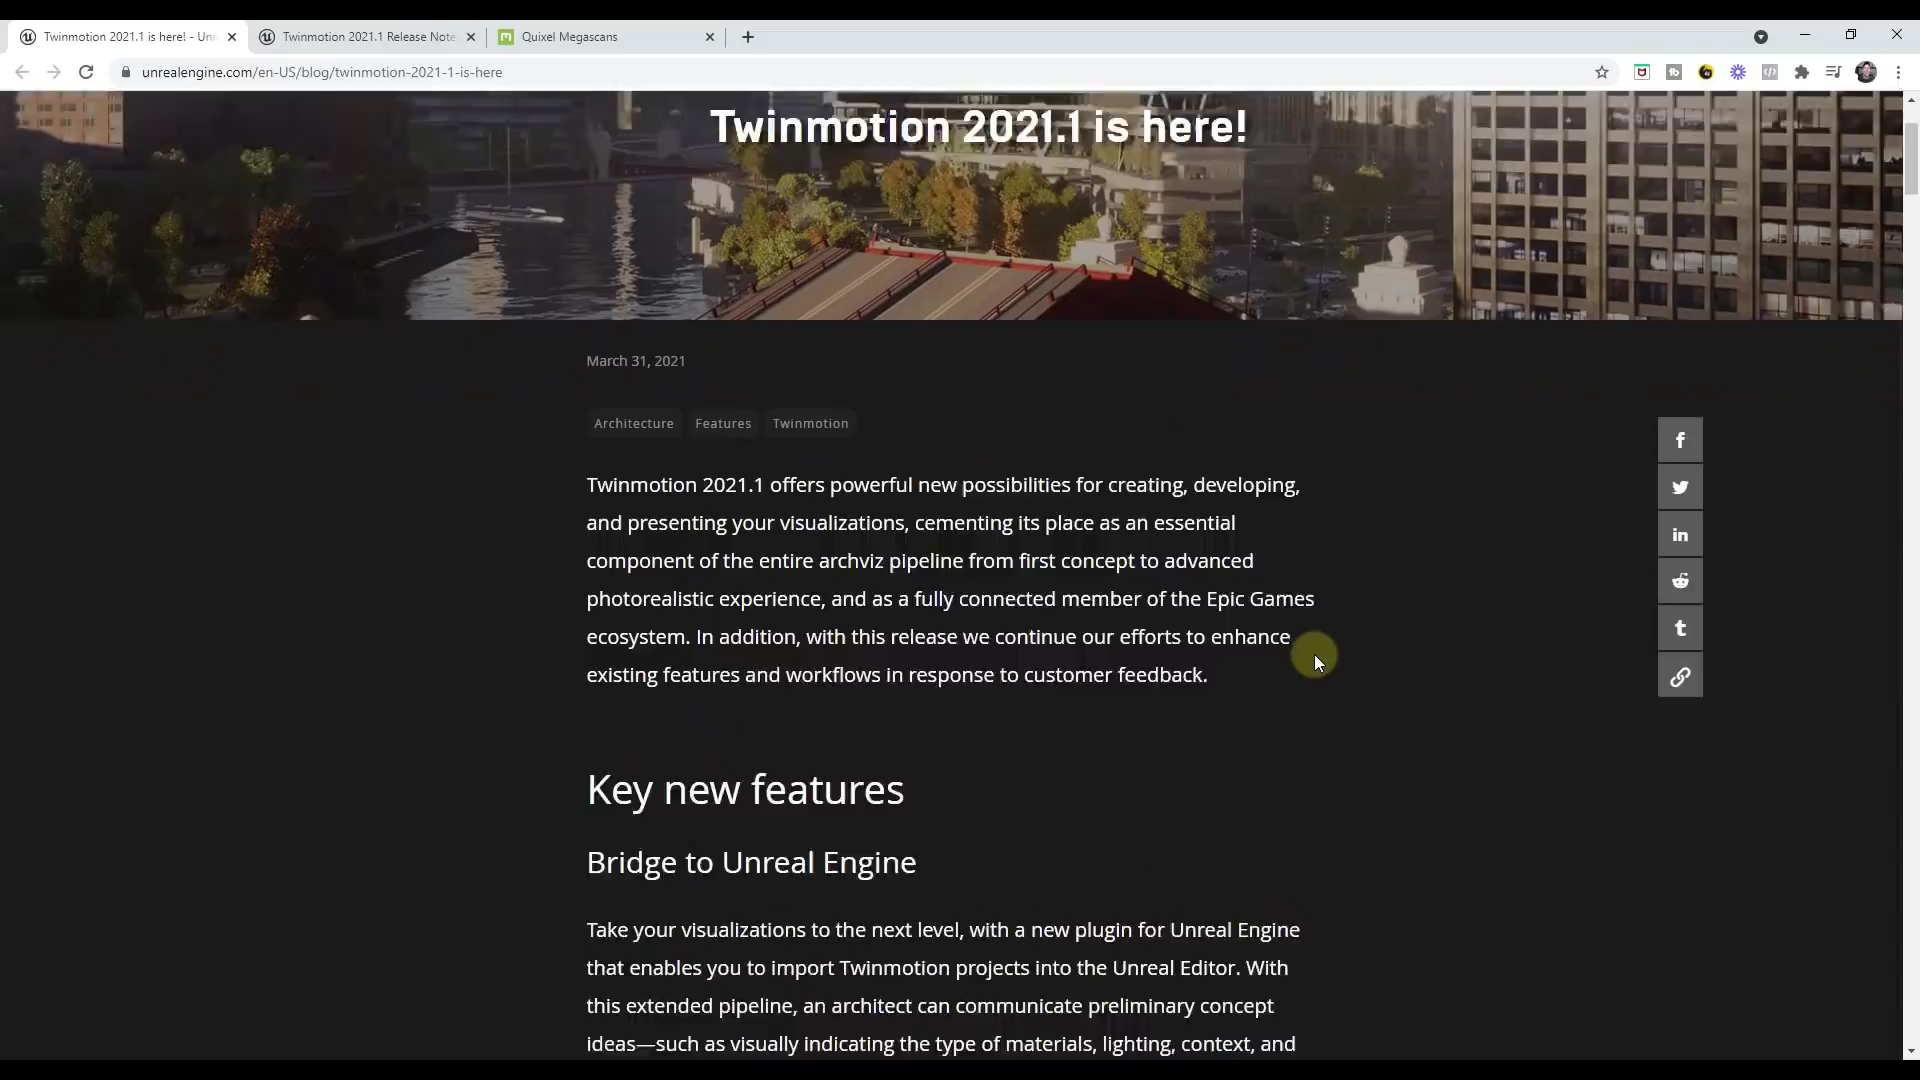 Twinmotion 2021.1 is here! - Unr
Twinmotion 2021.1 Release Note
Quixel Megascans
unrealengine.com/en-US/blog/twinmotion-2021-1-is-here
Twinmotion 2021.1 is here!
March 31, 2021
Architecture Features Twinmotion
Twinmotion 2021.1 offers powerful new possibilities for creating, developing,
and presenting your visualizations, cementing its place as an essential
component of the entire archviz pipeline from first concept to advanced
photorealistic experience, and as a fully connected member of the Epic Games
ecosystem. In addition, with this release we continue our efforts to enhance
existing features and workflows in response to customer feedback.
Key new features
Bridge to Unreal Engine
Take your visualizations to the next level, with a new plugin for Unreal Engine
that enables you to import Twinmotion projects into the Unreal Editor. With
this extended pipeline, an architect can communicate preliminary concept
ideas—such as visually indicating the type of materials, lighting, context, and